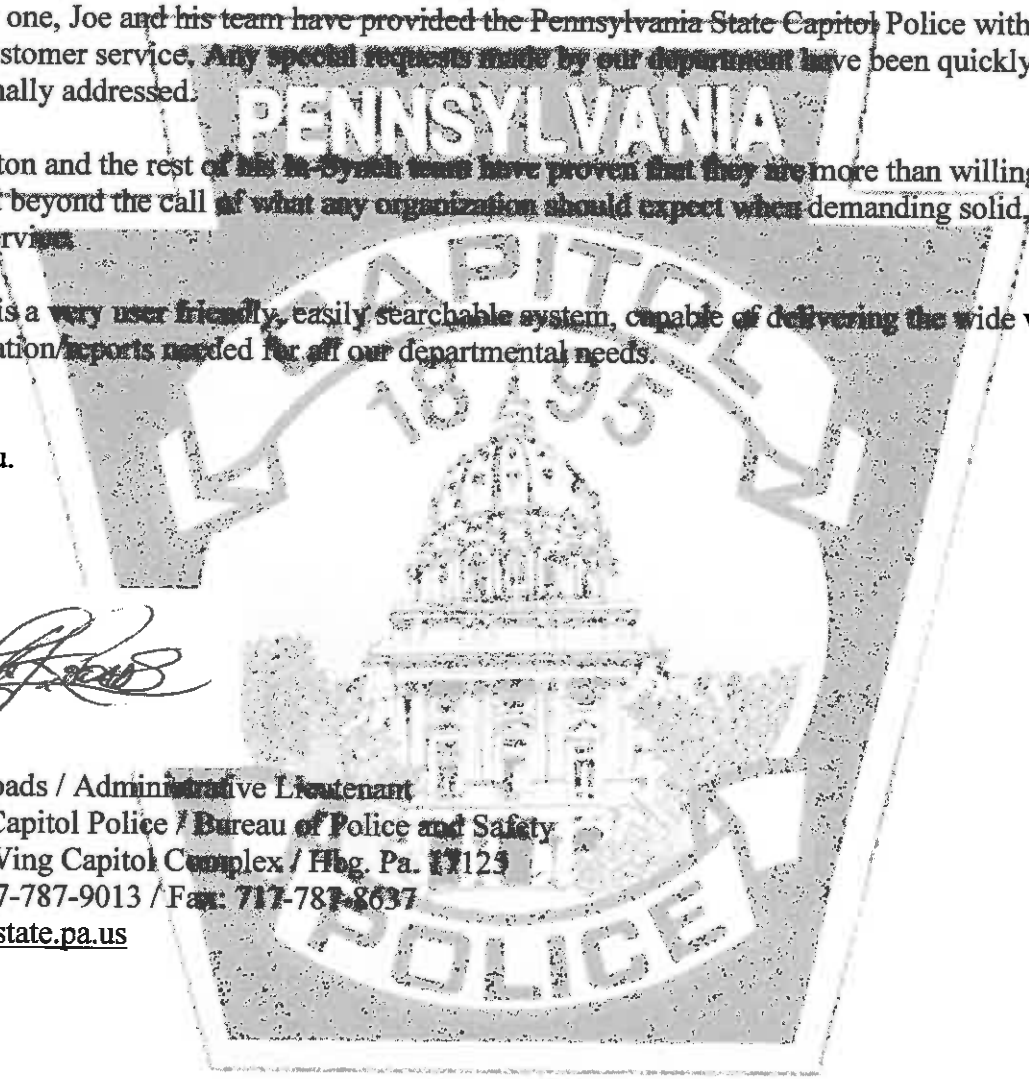 one, Joe and his team have provided the Pennsylvania State Capitol Police with
stomer service. Any special requests made by our department have been quickly
nally addressed.
PENNSYLVANIA
ton and the rest of his In-Synch team have proven that they are more than willing
beyond the call of what any organization should expect when demanding solid,
ervices
is a very user friendly, easily searchable system, capable of delivering the wide v
ation/reports needed for all our departmental needs.
CAPITOL
1895
u.
oads / Administrative Lieutenant
Capitol Police / Bureau of Police and Safety
Wing Capitol Complex / Hbg. Pa. 17125
7-787-9013 / Fax: 717-787-8637
state.pa.us
POLICE